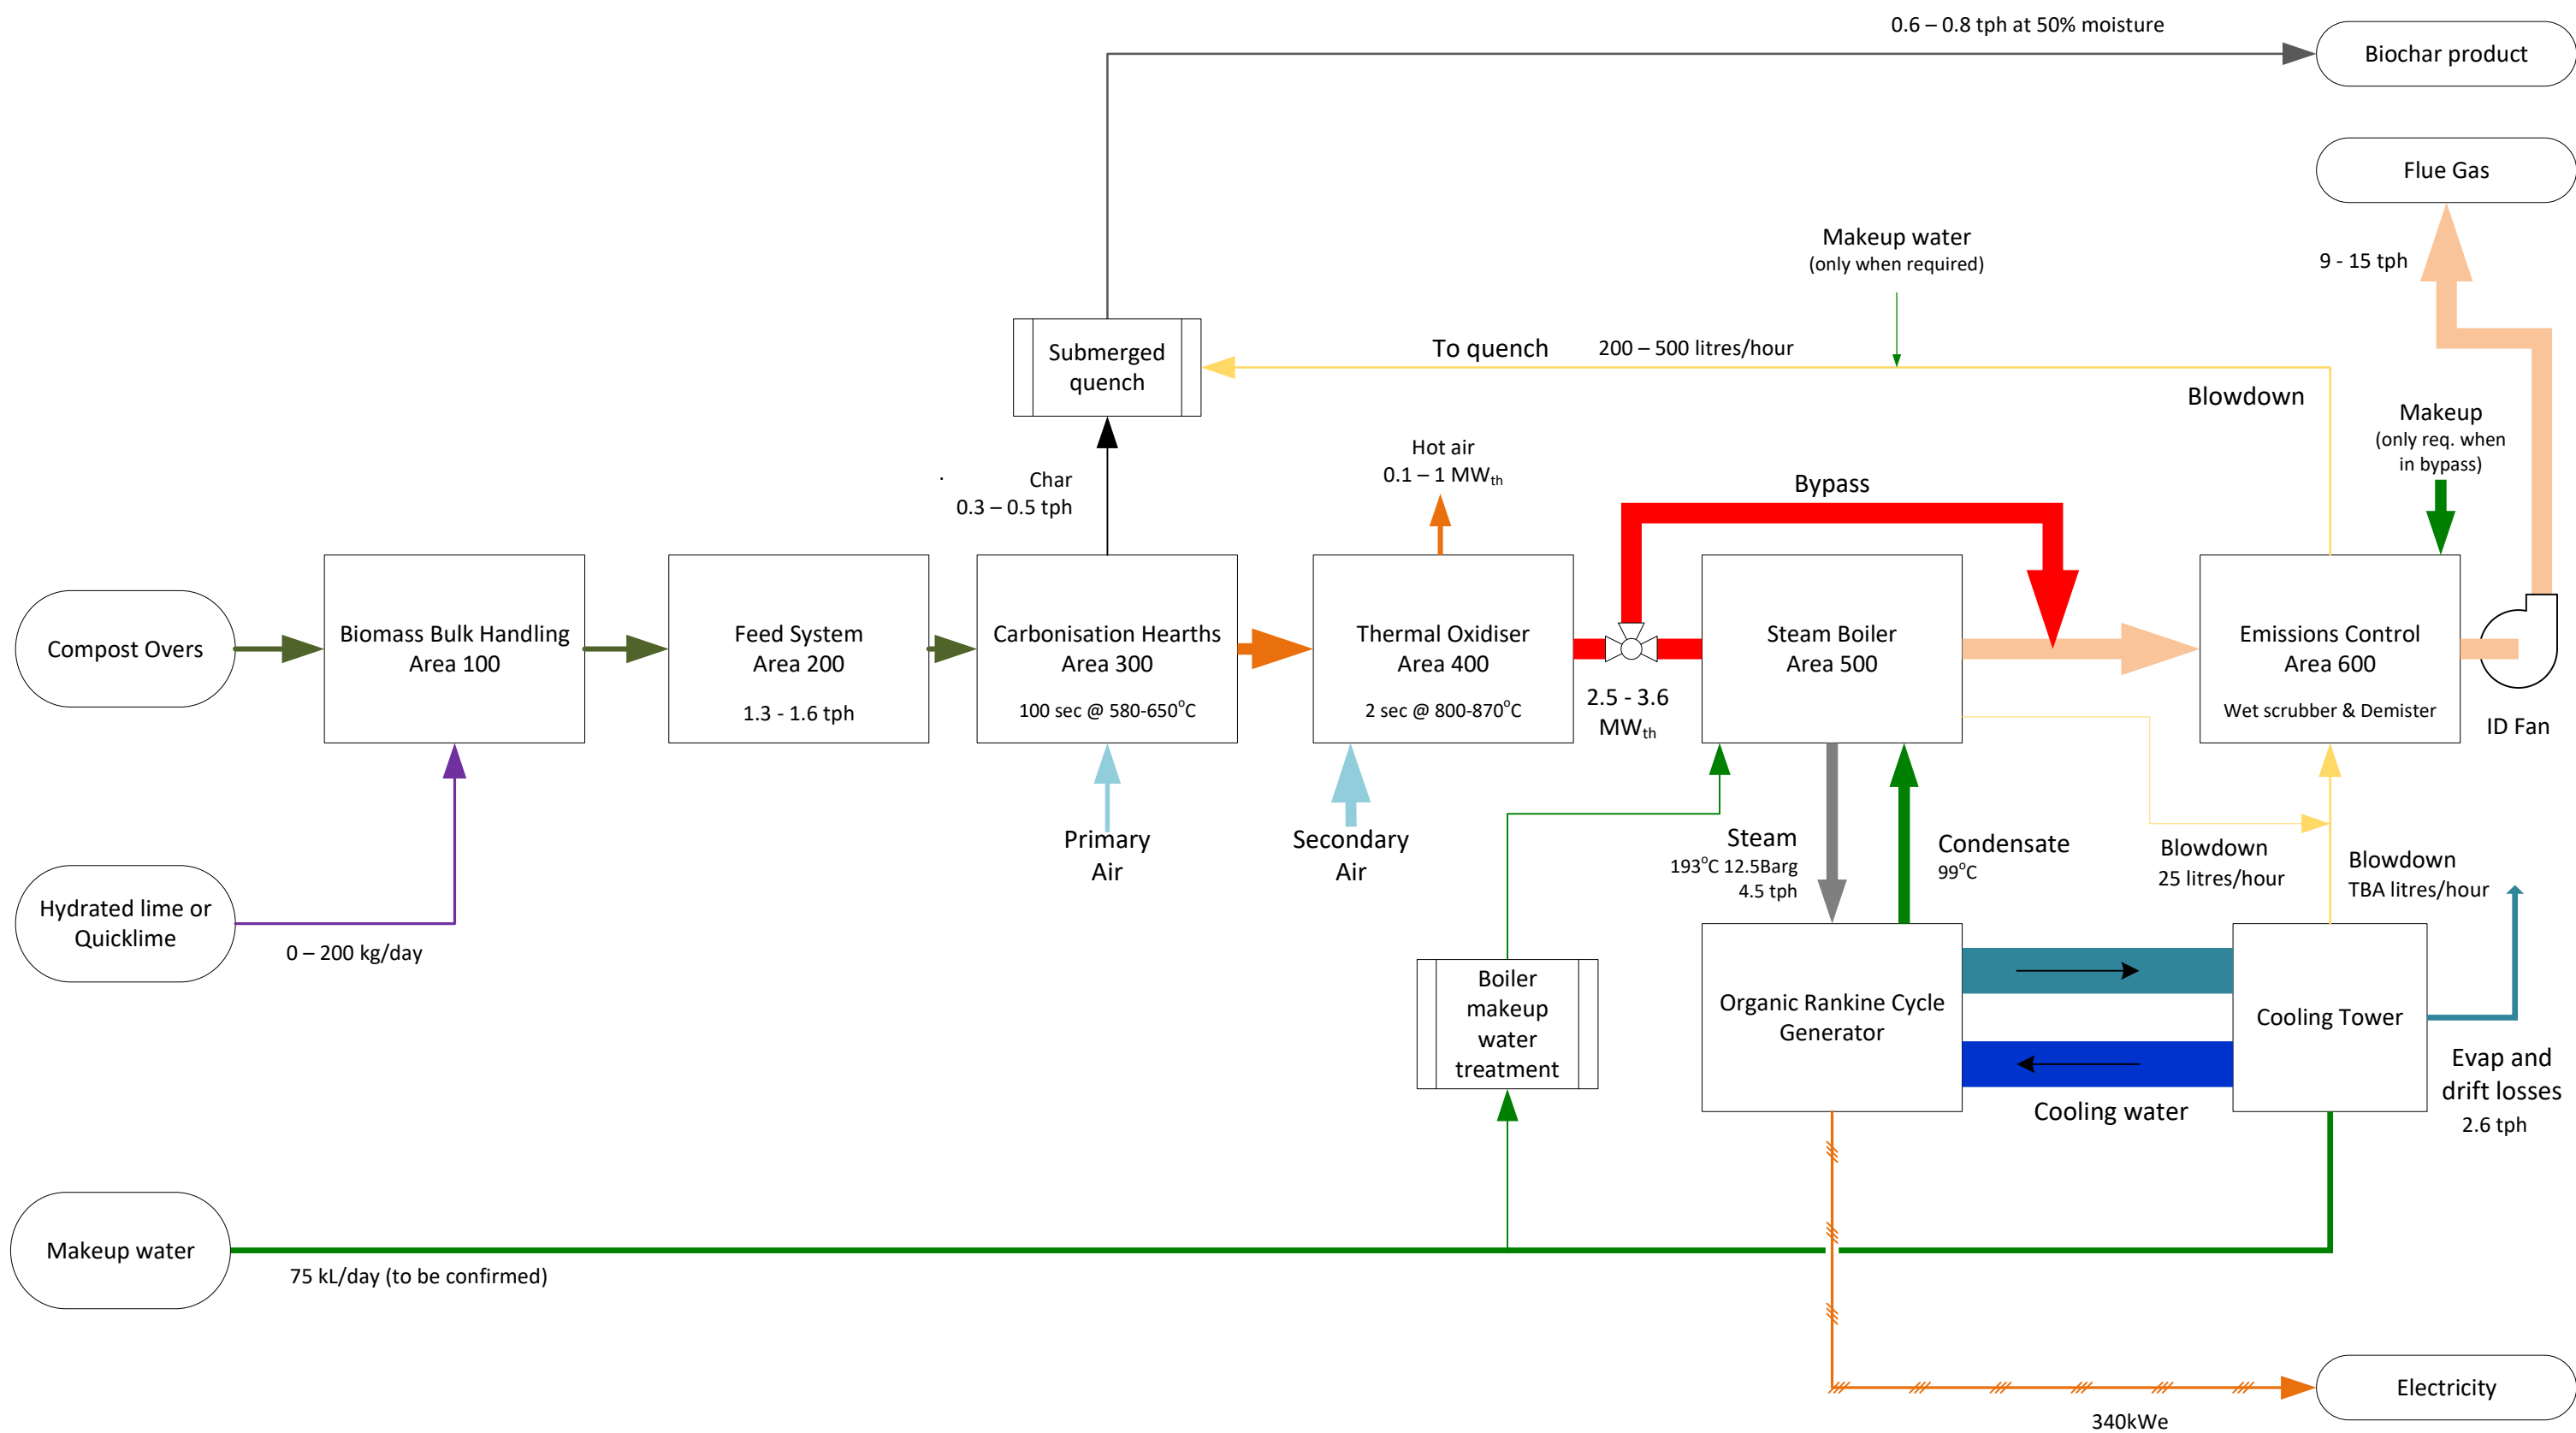 0.6 – 0.8 tph at 50% moisture
Biochar product
Flue Gas
9 - 15 tph
Makeup water
(only when required)
Submerged
quench
To quench
200 – 500 litres/hour
Blowdown
Makeup
(only req. when
in bypass)
Char
0.3 – 0.5 tph
Hot air
0.1 – 1 MWth
Bypass
Compost Overs
Biomass Bulk Handling
Area 100
Feed System
Area 200
1.3 - 1.6 tph
Carbonisation Hearths
Area 300
100 sec @ 580-650°C
Thermal Oxidiser
Area 400
2 sec @ 800-870°C
2.5 - 3.6
MWth
Steam Boiler
Area 500
Emissions Control
Area 600
Wet scrubber & Demister
ID Fan
Primary
Air
Secondary
Air
Steam
193°C 12.5Barg
4.5 tph
Condensate
99°C
Blowdown
25 litres/hour
Blowdown
TBA litres/hour
Hydrated lime or
Quicklime
0 – 200 kg/day
Boiler
makeup
water
treatment
Organic Rankine Cycle
Generator
Cooling Tower
Cooling water
Evap and
drift losses
2.6 tph
Makeup water
75 kL/day (to be confirmed)
Electricity
340kWe